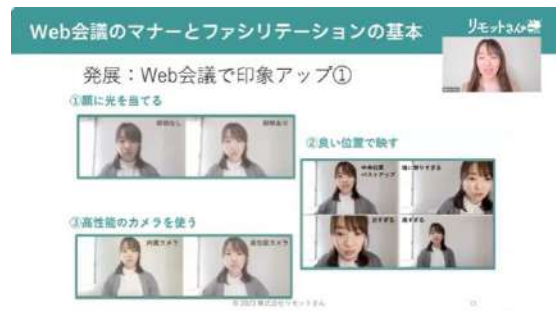 Web会議のマナーとファシリテーションの基本
リモットさん
発展：Web会議で印象アップ①
①顔に光を当てる
照明なし
照明あり
②良い位置で映す
中央位置
バストアップ
端に寄りすぎる
近すぎる
遠すぎる
③高性能のカメラを使う
内蔵カメラ
高性能カメラ
© 2023 株式会社リモットさん